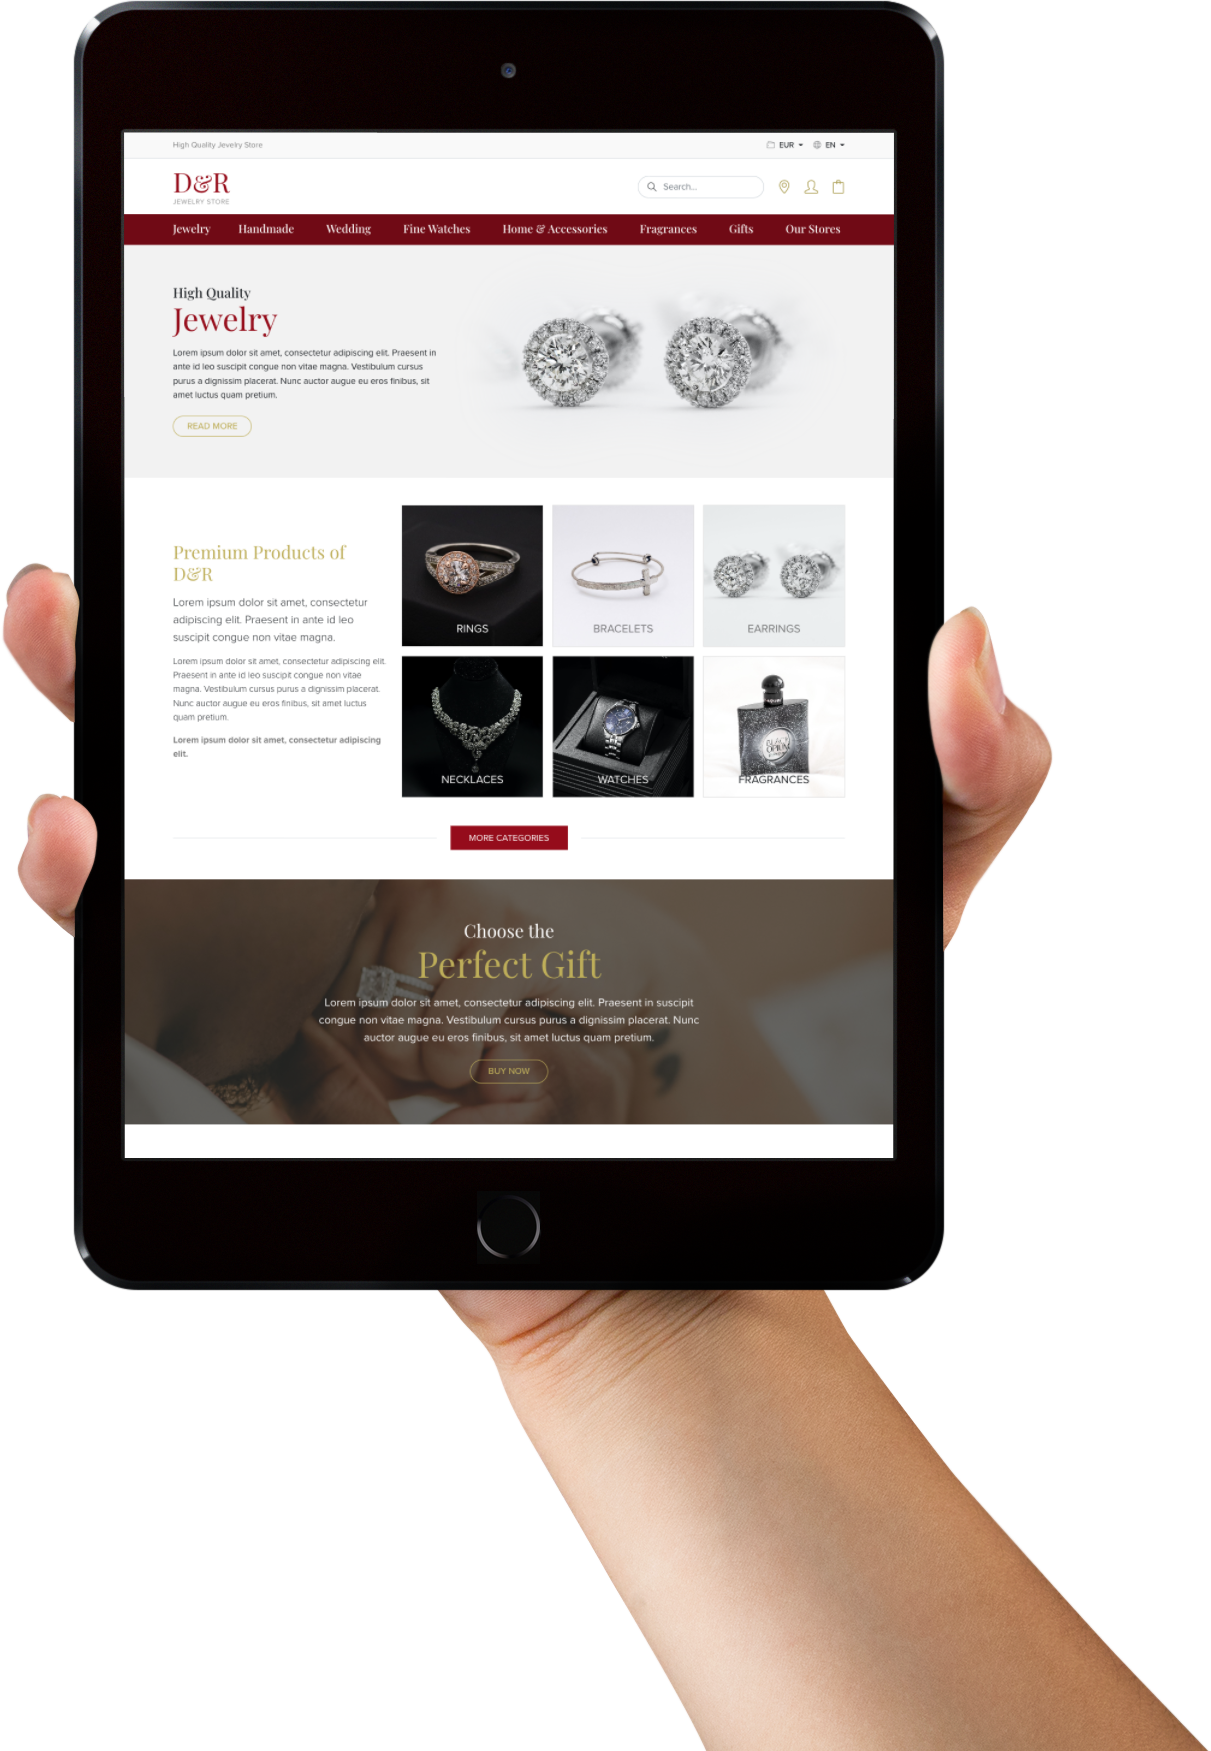 High Quality Jewelry Store
EUR
EN
D&R
JEWELRY STORE
Search...
Jewelry
Handmade
Wedding
Fine Watches
Home & Accessories
Fragrances
Gifts
Our Stores
High Quality
Jewelry
Lorem ipsum dolor sit amet, consectetur adipiscing elit. Praesent in
ante id leo suscipit congue non vitae magna. Vestibulum cursus
purus a dignissim placerat. Nunc auctor augue eu eros finibus, sit
amet luctus quam pretium.
READ MORE
Premium Products of
D&R
Lorem ipsum dolor sit amet, consectetur
adipiscing elit. Praesent in ante id leo
suscipit congue non vitae magna.
Lorem ipsum dolor sit amet, consectetur adipiscing elit.
Praesent in ante id leo suscipit congue non vitae
magna. Vestibulum cursus purus a dignissim placerat.
Nunc auctor augue eu eros finibus, sit amet luctus
quam pretium.
Lorem ipsum dolor sit amet, consectetur adipiscing
elit.
RINGS
BRACELETS
EARRINGS
NECKLACES
WATCHES
BLACK
OPIUM
FRAGRANCES
MORE CATEGORIES
Choose the
Perfect Gift
Lorem ipsum dolor sit amet, consectetur adipiscing elit. Praesent in suscipit
congue non vitae magna. Vestibulum cursus purus a dignissim placerat. Nunc
auctor augue eu eros finibus, sit amet luctus quam pretium.
BUY NOW